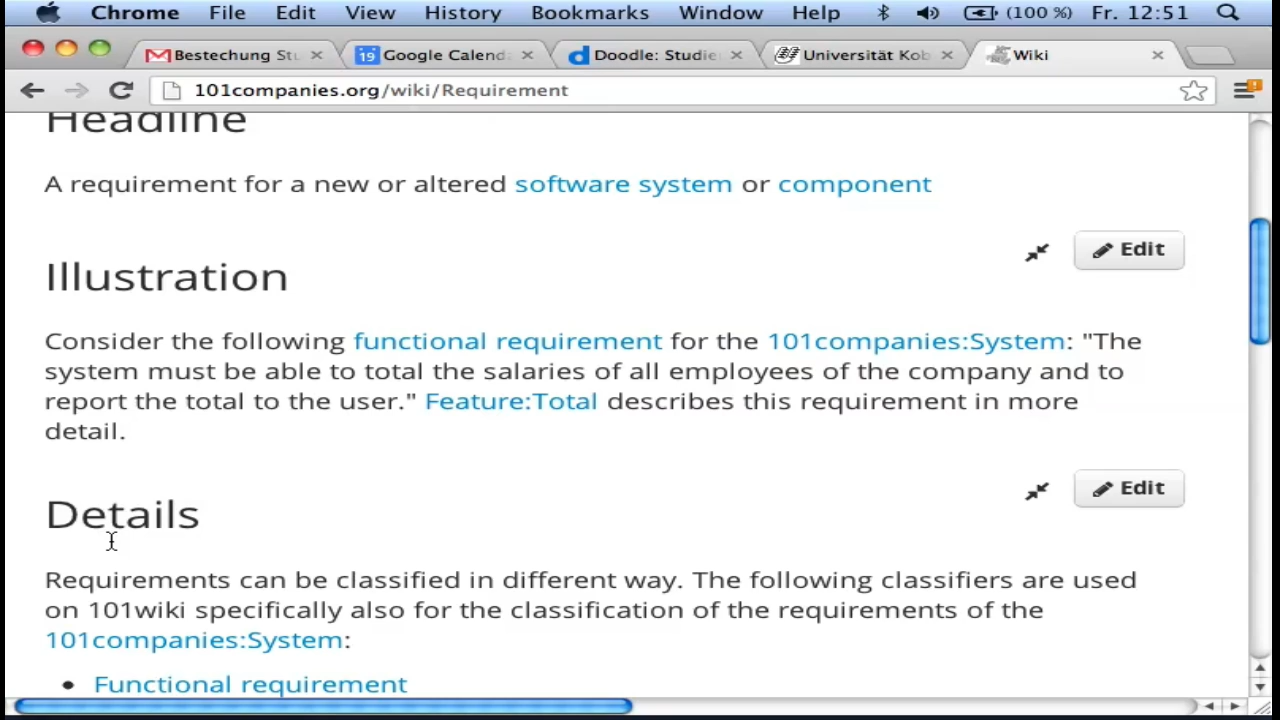 Chrome File Edit View History Bookmarks Window Help (100 %) Fr. 12:51
Bestechung Stu Google Calend 19 Doodle: Studie Universität Kob Wiki
101companies.org/wiki/Requirement
Headline
A requirement for a new or altered software system or component
Edit
Illustration
Consider the following functional requirement for the 101companies:System: "The
system must be able to total the salaries of all employees of the company and to
report the total to the user." Feature:Total describes this requirement in more
detail.
Edit
Details
Requirements can be classified in different way. The following classifiers are used
on 101wiki specifically also for the classification of the requirements of the
101companies:System:
• Functional requirement